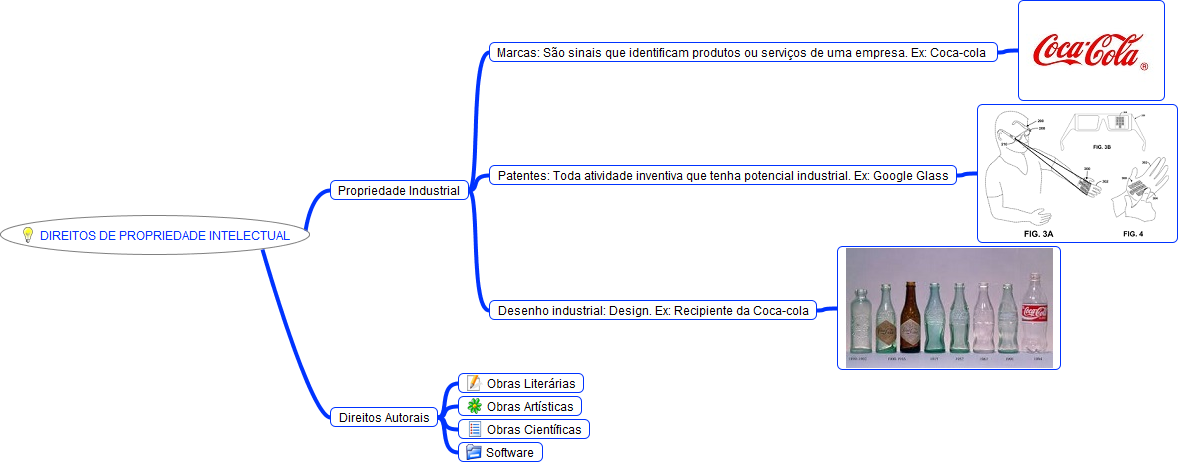 Marcas: São sinais que identificam produtos ou serviços de uma empresa. Ex: Coca-cola
Coca-Cola ®
Patentes: Toda atividade inventiva que tenha potencial industrial. Ex: Google Glass
FIG. 3B
FIG. 3A
FIG. 4
Propriedade Industrial
DIREITOS DE PROPRIEDADE INTELECTUAL
Desenho industrial: Design. Ex: Recipiente da Coca-cola
Coca-Cola
Direitos Autorais
Obras Literárias
Obras Artísticas
Obras Científicas
Software